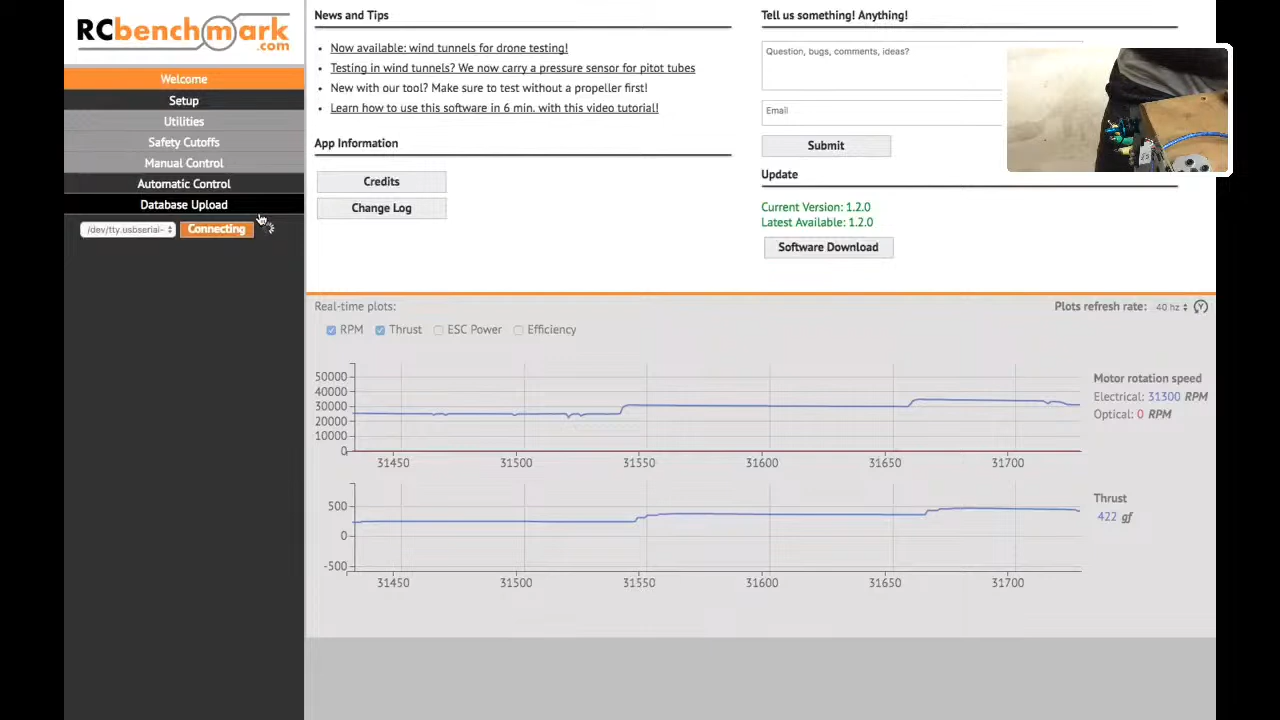 RCbenchmark
.com
Welcome
Setup
Utilities
Safety Cutoffs
Manual Control
Automatic Control
Database Upload
/dev/tty.usbserial-
Connecting
News and Tips
Now available: wind tunnels for drone testing!
Testing in wind tunnels? We now carry a pressure sensor for pitot tubes
New with our tool? Make sure to test without a propeller first!
Learn how to use this software in 6 min. with this video tutorial!
App Information
Credits
Change Log
Tell us something! Anything!
Question, bugs, comments, ideas?
Email
Submit
Update
Current Version: 1.2.0
Latest Available: 1.2.0
Software Download
Real-time plots:
Plots refresh rate: 40 hz
RPM Thrust ESC Power Efficiency
50000
40000
30000
20000
10000
0
31450 31500 31550 31600 31650 31700
Motor rotation speed
Electrical: 31300 RPM
Optical: 0 RPM
500
0
-500
31450 31500 31550 31600 31650 31700
Thrust
422 gf